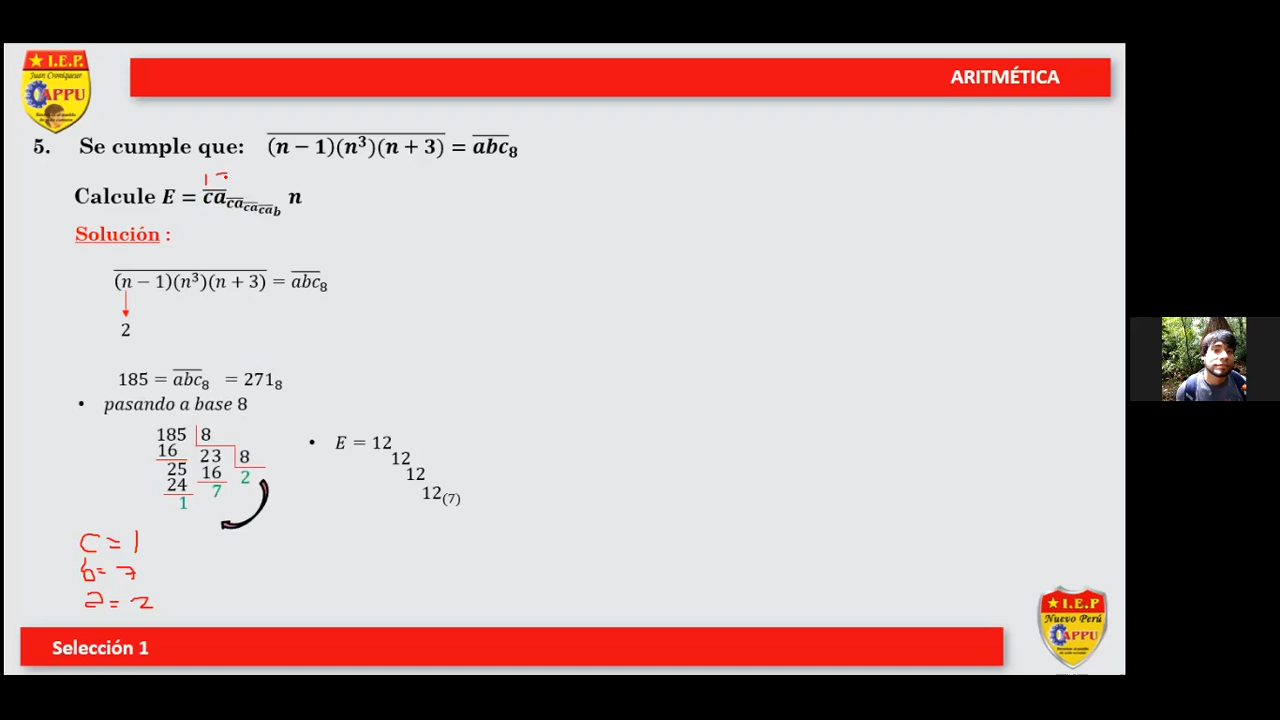 ★ I.E.P.
Juan Croniqueur
APPU
ARITMÉTICA
5. Se cumple que: (n − 1)(n³)(n + 3) = abc₈
1
Calcule E = ca_ca_ca_ca_b n
Solución :
(n − 1)(n³)(n + 3) = abc₈
2
185 = abc₈ = 271₈
• pasando a base 8
185 8
16 23 8
25 16 2
24 7
1
• E = 12
12
12
12(7)
c = 1
b = 7
a = 2
★ I.E.P
Nuevo Perú
APPU
Selección 1